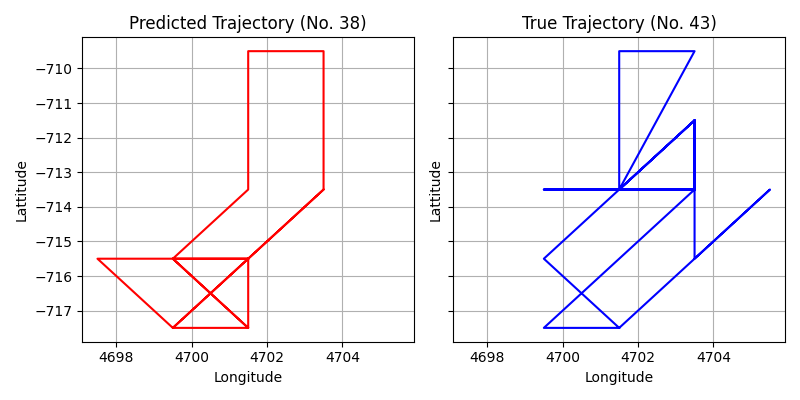 Predicted Trajectory (No. 38)
True Trajectory (No. 43)
−710
−711
−712
−713
−714
−715
−716
−717
Lattitude
Lattitude
4698 4700 4702 4704
4698 4700 4702 4704
Longitude
Longitude